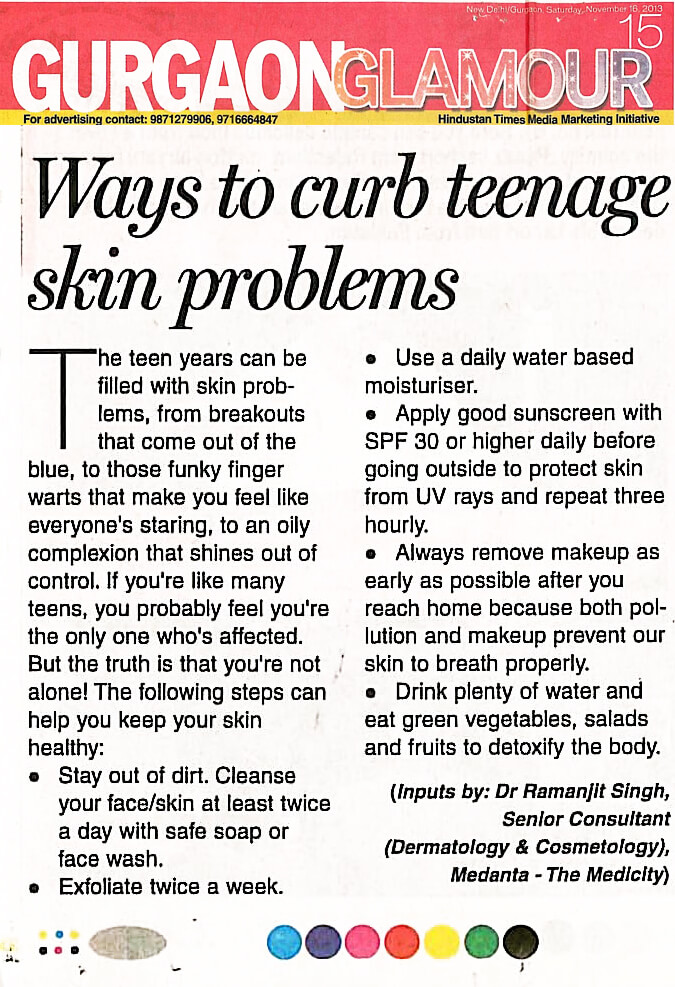 New Delhi/Gurgaon, Saturday, November 16, 2013
15
GURGAON GLAMOUR
For advertising contact: 9871279906, 9716664847
Hindustan Times Media Marketing Initiative
Ways to curb teenage
skin problems
The teen years can be
filled with skin prob-
lems, from breakouts
that come out of the
blue, to those funky finger
warts that make you feel like
everyone's staring, to an oily
complexion that shines out of
control. If you're like many
teens, you probably feel you're
the only one who's affected.
But the truth is that you're not
alone! The following steps can
help you keep your skin
healthy:
• Stay out of dirt. Cleanse
your face/skin at least twice
a day with safe soap or
face wash.
• Exfoliate twice a week.
• Use a daily water based
moisturiser.
• Apply good sunscreen with
SPF 30 or higher daily before
going outside to protect skin
from UV rays and repeat three
hourly.
• Always remove makeup as
early as possible after you
reach home because both pol-
lution and makeup prevent our
skin to breath properly.
• Drink plenty of water and
eat green vegetables, salads
and fruits to detoxify the body.
(Inputs by: Dr Ramanjit Singh,
Senior Consultant
(Dermatology & Cosmetology),
Medanta - The Medicity)